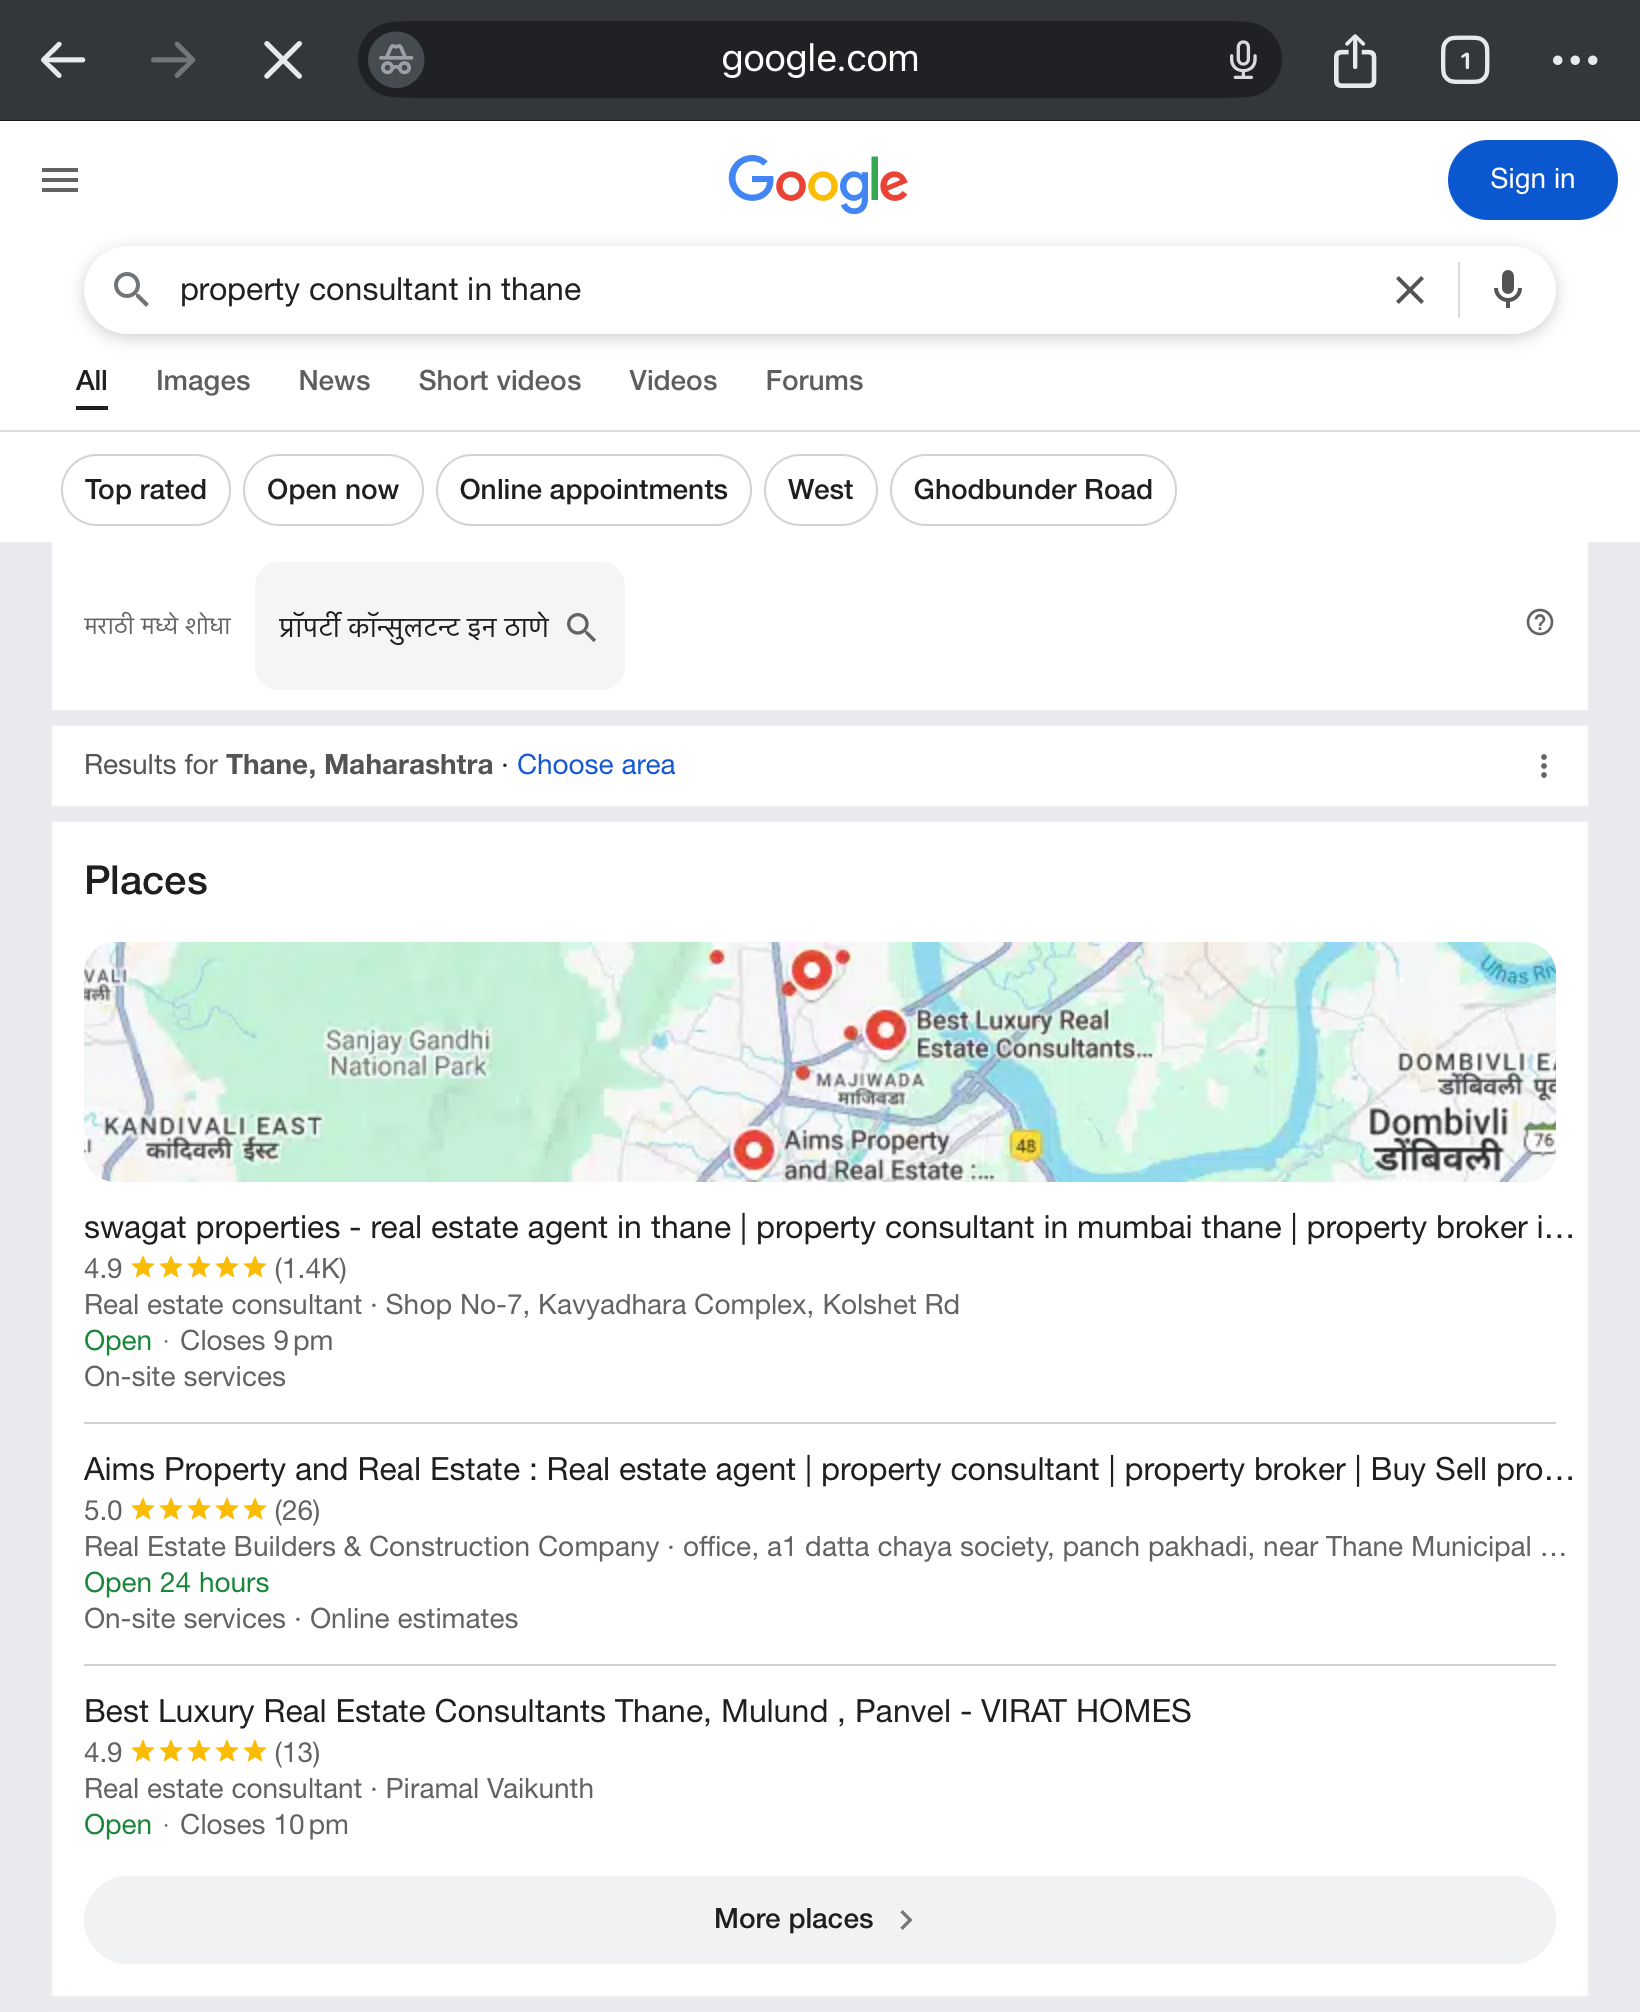 google.com
1
Google
Sign in
property consultant in thane
All Images News Short videos Videos Forums
Top rated Open now Online appointments West Ghodbunder Road
मराठी मध्ये शोधा प्रॉपर्टी कॉन्सुलटन्ट इन ठाणे
Results for Thane, Maharashtra · Choose area
Places
VALI
वली
Sanjay Gandhi
National Park
KANDIVALI EAST
कांदिवली ईस्ट
Best Luxury Real
Estate Consultants...
MAJIWADA
माजिवडा
Aims Property
and Real Estate :...
48
Ulhas Riv
DOMBIVLI EA
डोंबिवली पूर्व
Dombivli
डोंबिवली
76
swagat properties - real estate agent in thane | property consultant in mumbai thane | property broker i...
4.9 ★★★★★ (1.4K)
Real estate consultant · Shop No-7, Kavyadhara Complex, Kolshet Rd
Open · Closes 9 pm
On-site services
Aims Property and Real Estate : Real estate agent | property consultant | property broker | Buy Sell pro...
5.0 ★★★★★ (26)
Real Estate Builders & Construction Company · office, a1 datta chaya society, panch pakhadi, near Thane Municipal ...
Open 24 hours
On-site services · Online estimates
Best Luxury Real Estate Consultants Thane, Mulund , Panvel - VIRAT HOMES
4.9 ★★★★★ (13)
Real estate consultant · Piramal Vaikunth
Open · Closes 10 pm
More places